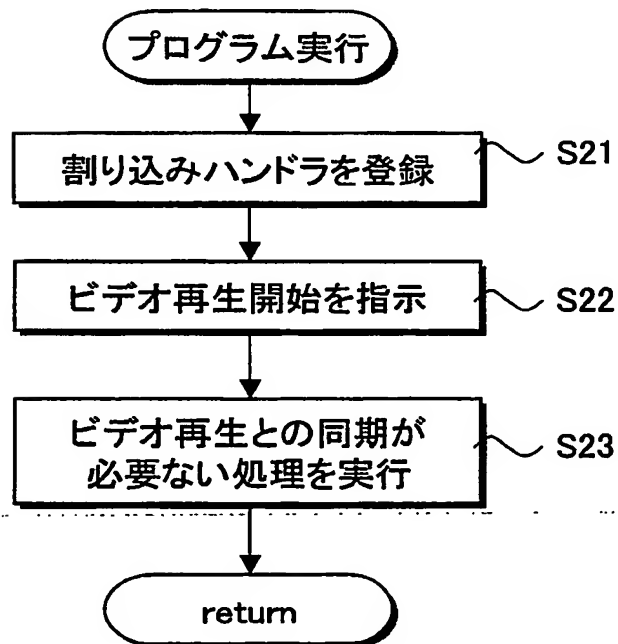 プログラム実行
割り込みハンドラを登録
S21
ビデオ再生開始を指示
S22
ビデオ再生との同期が
必要ない処理を実行
S23
return